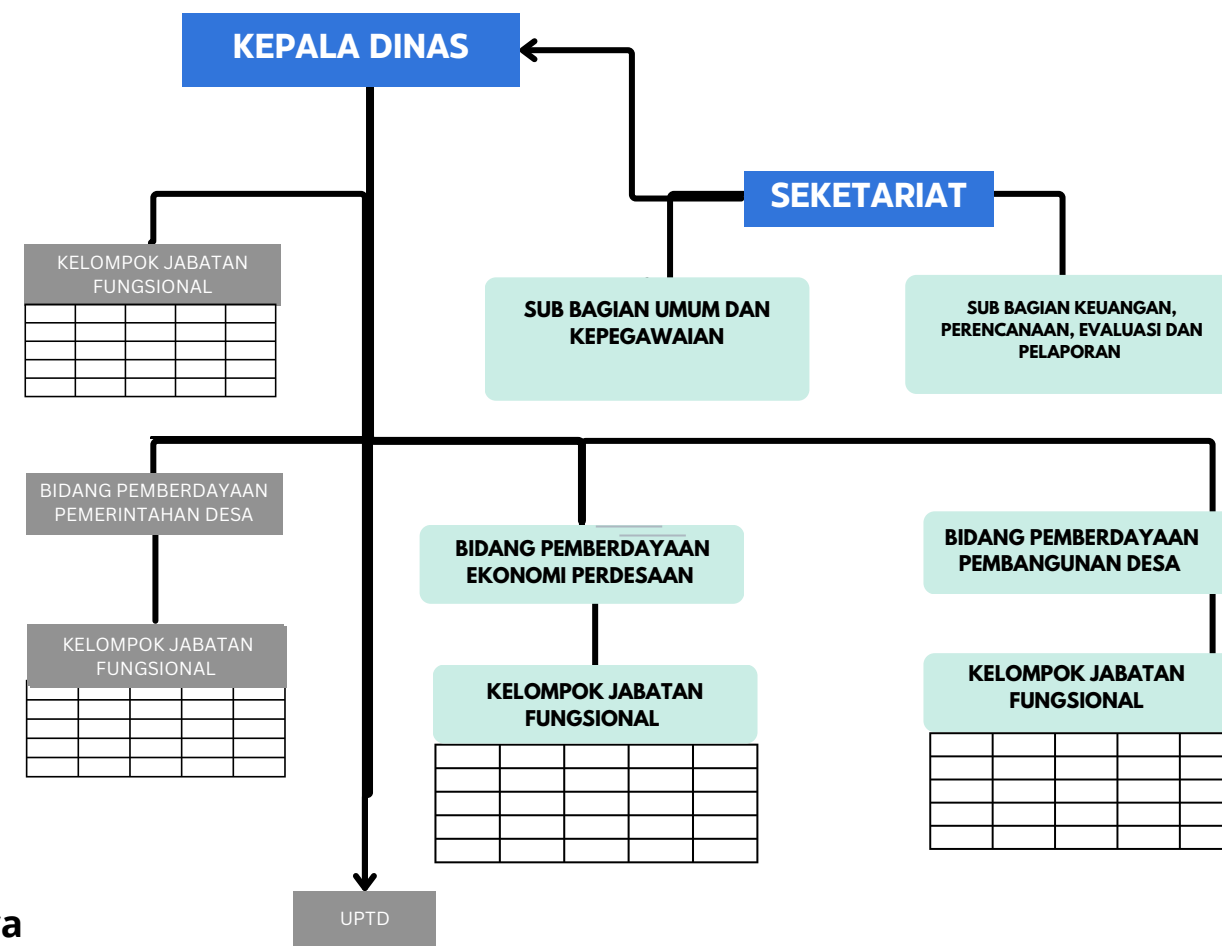 KEPALA DINAS
SEKETARIAT
KELOMPOK JABATAN
FUNGSIONAL
SUB BAGIAN UMUM DAN
KEPEGAWAIAN
SUB BAGIAN KEUANGAN,
PERENCANAAN, EVALUASI DAN
PELAPORAN
BIDANG PEMBERDAYAAN
PEMERINTAHAN DESA
BIDANG PEMBERDAYAAN
EKONOMI PERDESAAN
BIDANG PEMBERDAYAAN
PEMBANGUNAN DESA
KELOMPOK JABATAN
FUNGSIONAL
KELOMPOK JABATAN
FUNGSIONAL
KELOMPOK JABATAN
FUNGSIONAL
UPTD